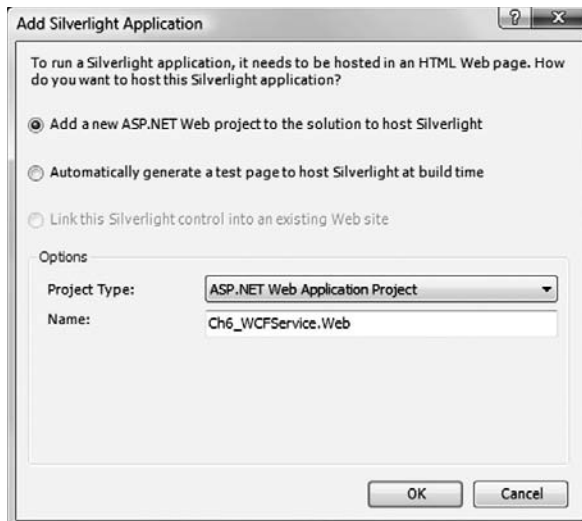 Add Silverlight Application
To run a Silverlight application, it needs to be hosted in an HTML Web page. How
do you want to host this Silverlight application?
Add a new ASP.NET Web project to the solution to host Silverlight
Automatically generate a test page to host Silverlight at build time
Link this Silverlight control into an existing Web site
Options
Project Type: ASP.NET Web Application Project
Name: Ch6_WCFService.Web
OK Cancel